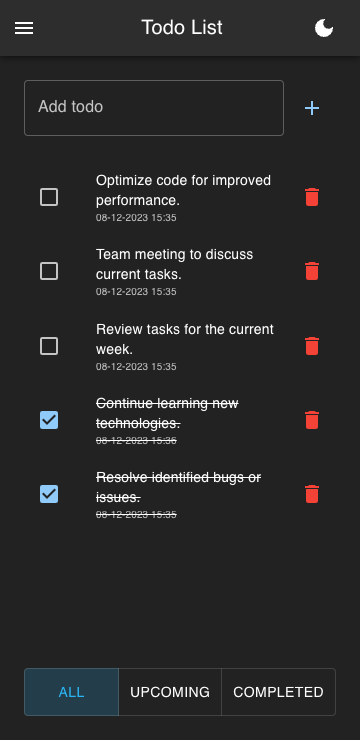 Todo List
Add todo
Optimize code for improved
performance.
08-12-2023 15:35
Team meeting to discuss
current tasks.
08-12-2023 15:35
Review tasks for the current
week.
08-12-2023 15:35
Continue learning new
technologies.
08-12-2023 15:36
Resolve identified bugs or
issues.
08-12-2023 15:35
ALL
UPCOMING
COMPLETED